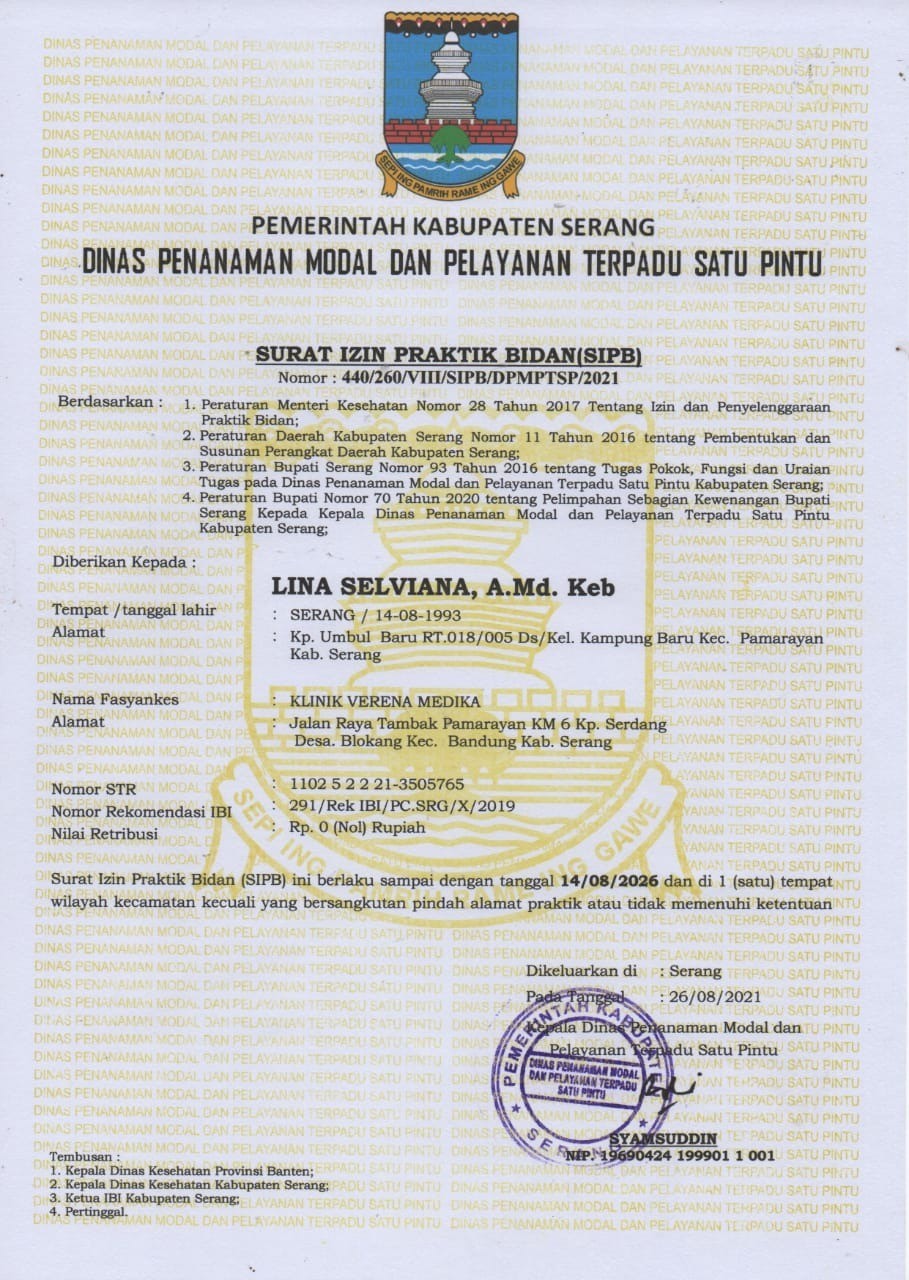 SEPI ING PAMRIH RAME ING GAWE
PEMERINTAH KABUPATEN SERANG
DINAS PENANAMAN MODAL DAN PELAYANAN TERPADU SATU PINTU
SURAT IZIN PRAKTIK BIDAN(SIPB)
Nomor : 440/260/VIII/SIPB/DPMPTSP/2021
Berdasarkan : 1. Peraturan Menteri Kesehatan Nomor 28 Tahun 2017 Tentang Izin dan Penyelenggaraan
Praktik Bidan;
2. Peraturan Daerah Kabupaten Serang Nomor 11 Tahun 2016 tentang Pembentukan dan
Susunan Perangkat Daerah Kabupaten Serang;
3. Peraturan Bupati Serang Nomor 93 Tahun 2016 tentang Tugas Pokok, Fungsi dan Uraian
Tugas pada Dinas Penanaman Modal dan Pelayanan Terpadu Satu Pintu Kabupaten Serang;
4. Peraturan Bupati Nomor 70 Tahun 2020 tentang Pelimpahan Sebagian Kewenangan Bupati
Serang Kepada Kepala Dinas Penanaman Modal dan Pelayanan Terpadu Satu Pintu
Kabupaten Serang;
Diberikan Kepada :
LINA SELVIANA, A.Md. Keb
Tempat /tanggal lahir : SERANG / 14-08-1993
Alamat : Kp. Umbul Baru RT.018/005 Ds/Kel. Kampung Baru Kec. Pamarayan
Kab. Serang
Nama Fasyankes : KLINIK VERENA MEDIKA
Alamat : Jalan Raya Tambak Pamarayan KM 6 Kp. Serdang
Desa. Blokang Kec. Bandung Kab. Serang
Nomor STR : 1102 5 2 2 21-3505765
Nomor Rekomendasi IBI : 291/Rek IBI/PC.SRG/X/2019
Nilai Retribusi : Rp. 0 (Nol) Rupiah
Surat Izin Praktik Bidan (SIPB) ini berlaku sampai dengan tanggal 14/08/2026 dan di 1 (satu) tempat
wilayah kecamatan kecuali yang bersangkutan pindah alamat praktik atau tidak memenuhi ketentuan
Dikeluarkan di : Serang
Pada Tanggal : 26/08/2021
Kepala Dinas Penanaman Modal dan
Pelayanan Terpadu Satu Pintu
PEMERINTAH KABUPATEN
DINAS PENANAMAN MODAL
DAN PELAYANAN TERPADU
SATU PINTU
SERANG
SYAMSUDDIN
NIP. 19690424 199901 1 001
Tembusan :
1. Kepala Dinas Kesehatan Provinsi Banten;
2. Kepala Dinas Kesehatan Kabupaten Serang;
3. Ketua IBI Kabupaten Serang;
4. Pertinggal.